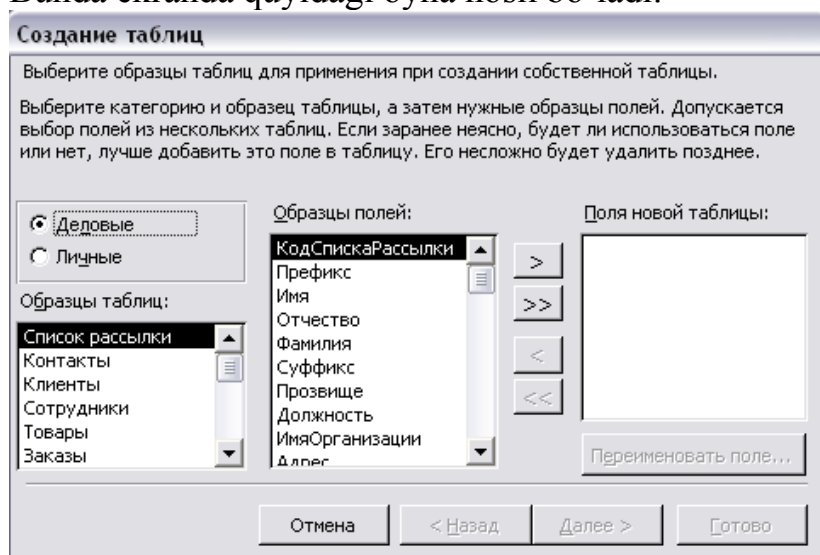 Bunda ekranda quyidagi oyna hosil bo'ladi.
Создание таблиц
Выберите образцы таблиц для применения при создании собственной таблицы.
Выберите категорию и образец таблицы, а затем нужные образцы полей. Допускается
выбор полей из нескольких таблиц. Если заранее неясно, будет ли использоваться поле
или нет, лучше добавить это поле в таблицу. Его несложно будет удалить позднее.
Деловые
Личные
Образцы таблиц:
Список рассылки
Контакты
Клиенты
Сотрудники
Товары
Заказы
Образцы полей:
КодСпискаРассылки
Префикс
Имя
Отчество
Фамилия
Суффикс
Прозвище
Должность
ИмяОрганизации
Адрес
>
>>
<
<<
Поля новой таблицы:
Переименовать поле...
Отмена
< Назад
Далее >
Готово